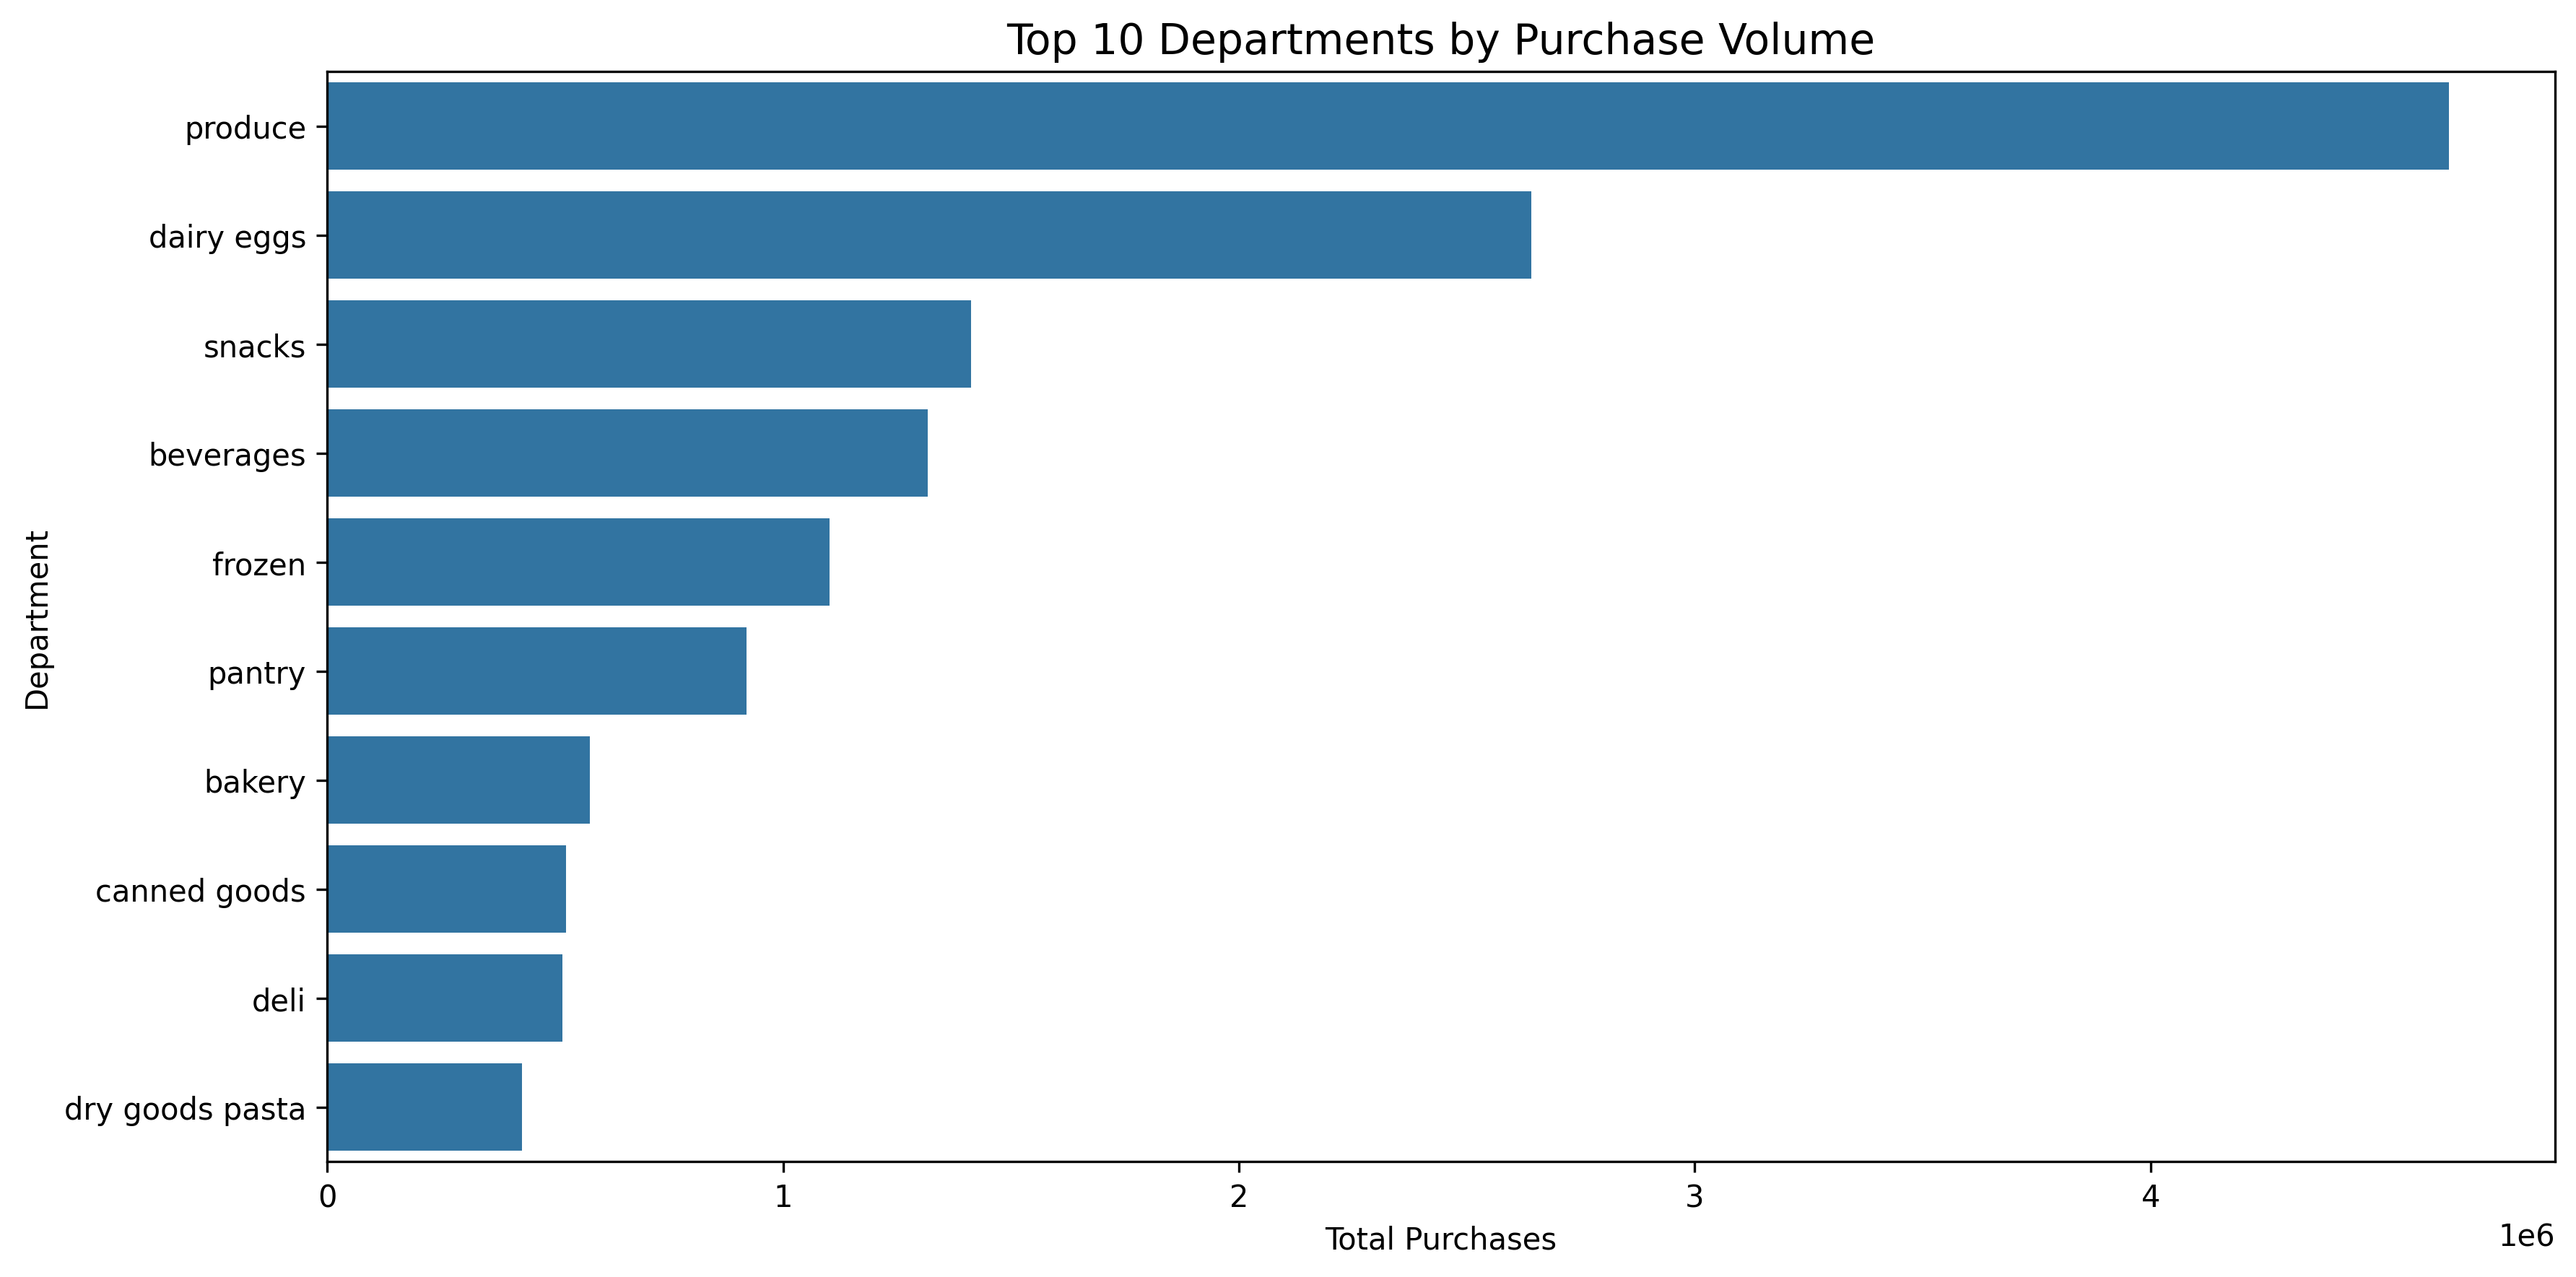 Top 10 Departments by Purchase Volume
produce
dairy eggs
snacks
beverages
frozen
pantry
bakery
canned goods
deli
dry goods pasta
Department
0 1 2 3 4
1e6
Total Purchases